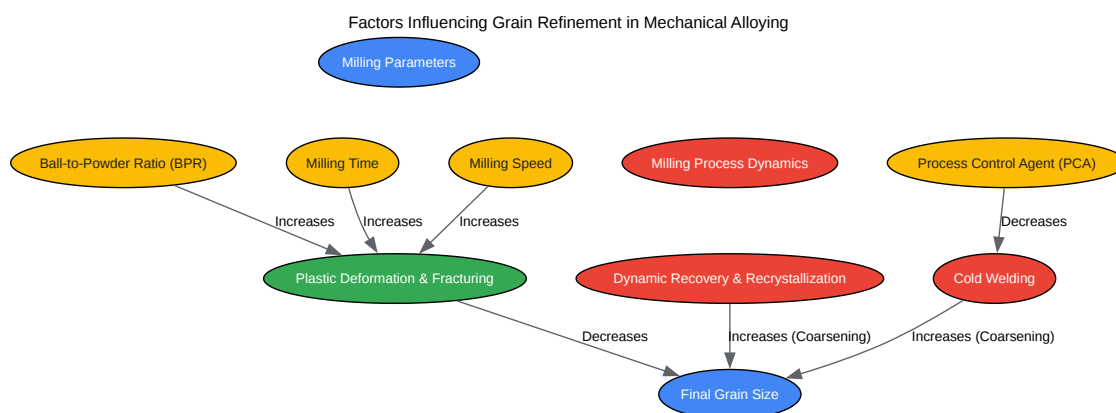 Factors Influencing Grain Refinement in Mechanical Alloying
Milling Parameters
Ball-to-Powder Ratio (BPR)
Milling Time
Milling Speed
Milling Process Dynamics
Process Control Agent (PCA)
Increases
Increases
Increases
Decreases
Plastic Deformation & Fracturing
Dynamic Recovery & Recrystallization
Cold Welding
Decreases
Increases (Coarsening)
Increases (Coarsening)
Final Grain Size